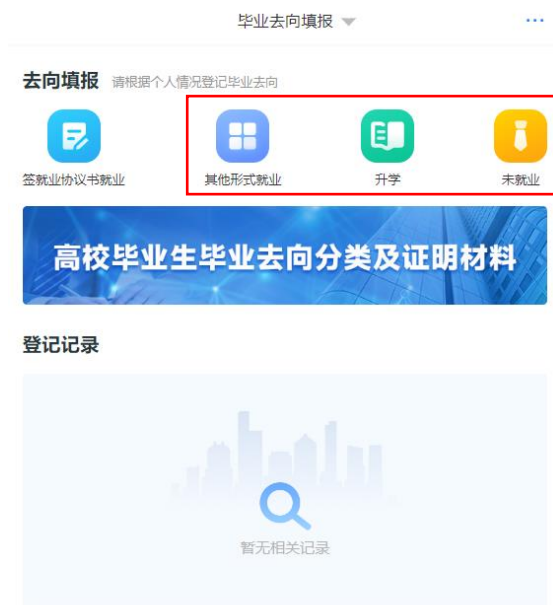 毕业去向填报
去向填报 请根据个人情况登记毕业去向
签就业协议书就业 其他形式就业 升学 未就业
高校毕业生毕业去向分类及证明材料
登记记录
暂无相关记录